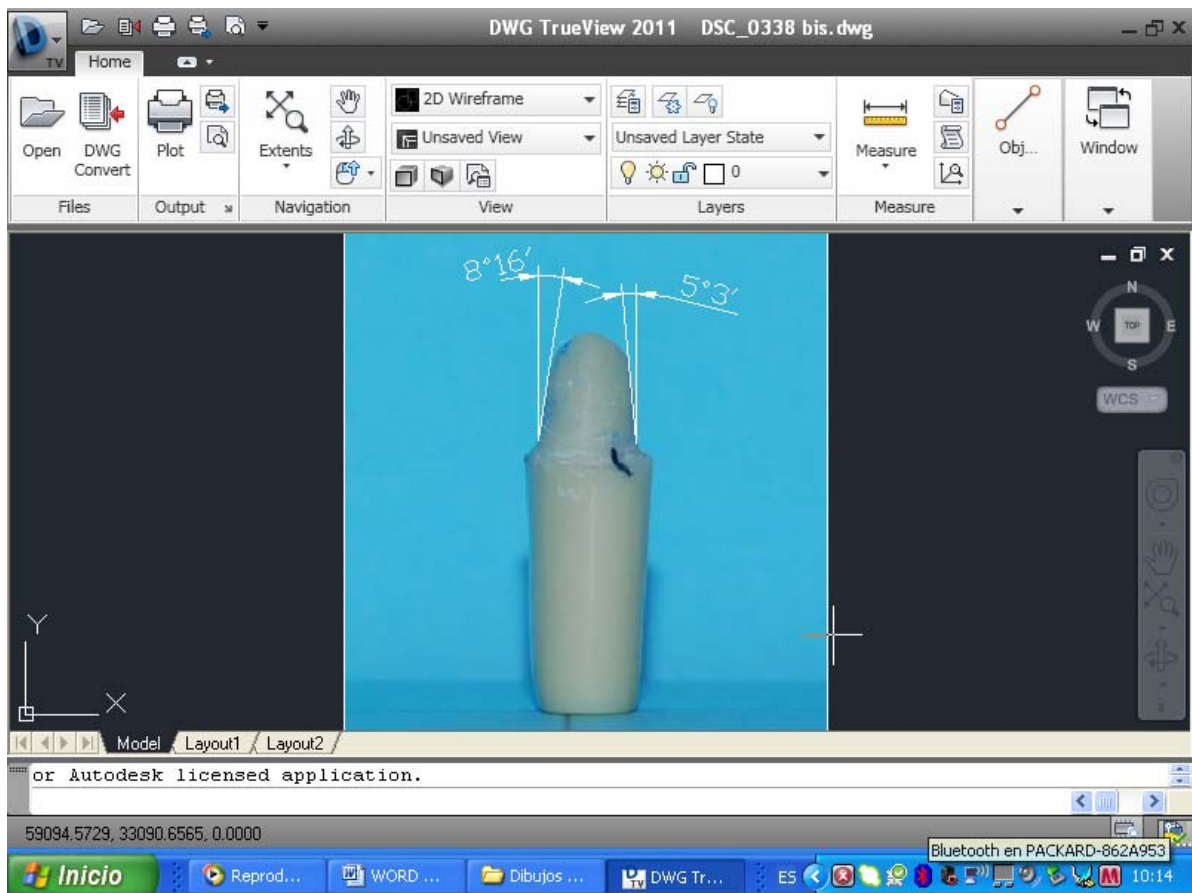 DWG TrueView 2011 DSC_0338 bis.dwg
TV Home
Open
DWG Convert
Plot
Extents
2D Wireframe
Unsaved View
Unsaved Layer State
0
Measure
Obj...
Window
Files
Output
Navigation
View
Layers
Measure
8°16'
5°3'
N
W TOP E
S
WCS
Y
X
Model Layout1 Layout2
or Autodesk licensed application.
59094.5729, 33090.6565, 0.0000
Bluetooth en PACKARD-862A953
Inicio Reprod... WORD ... Dibujos ... DWG Tr... ES 10:14